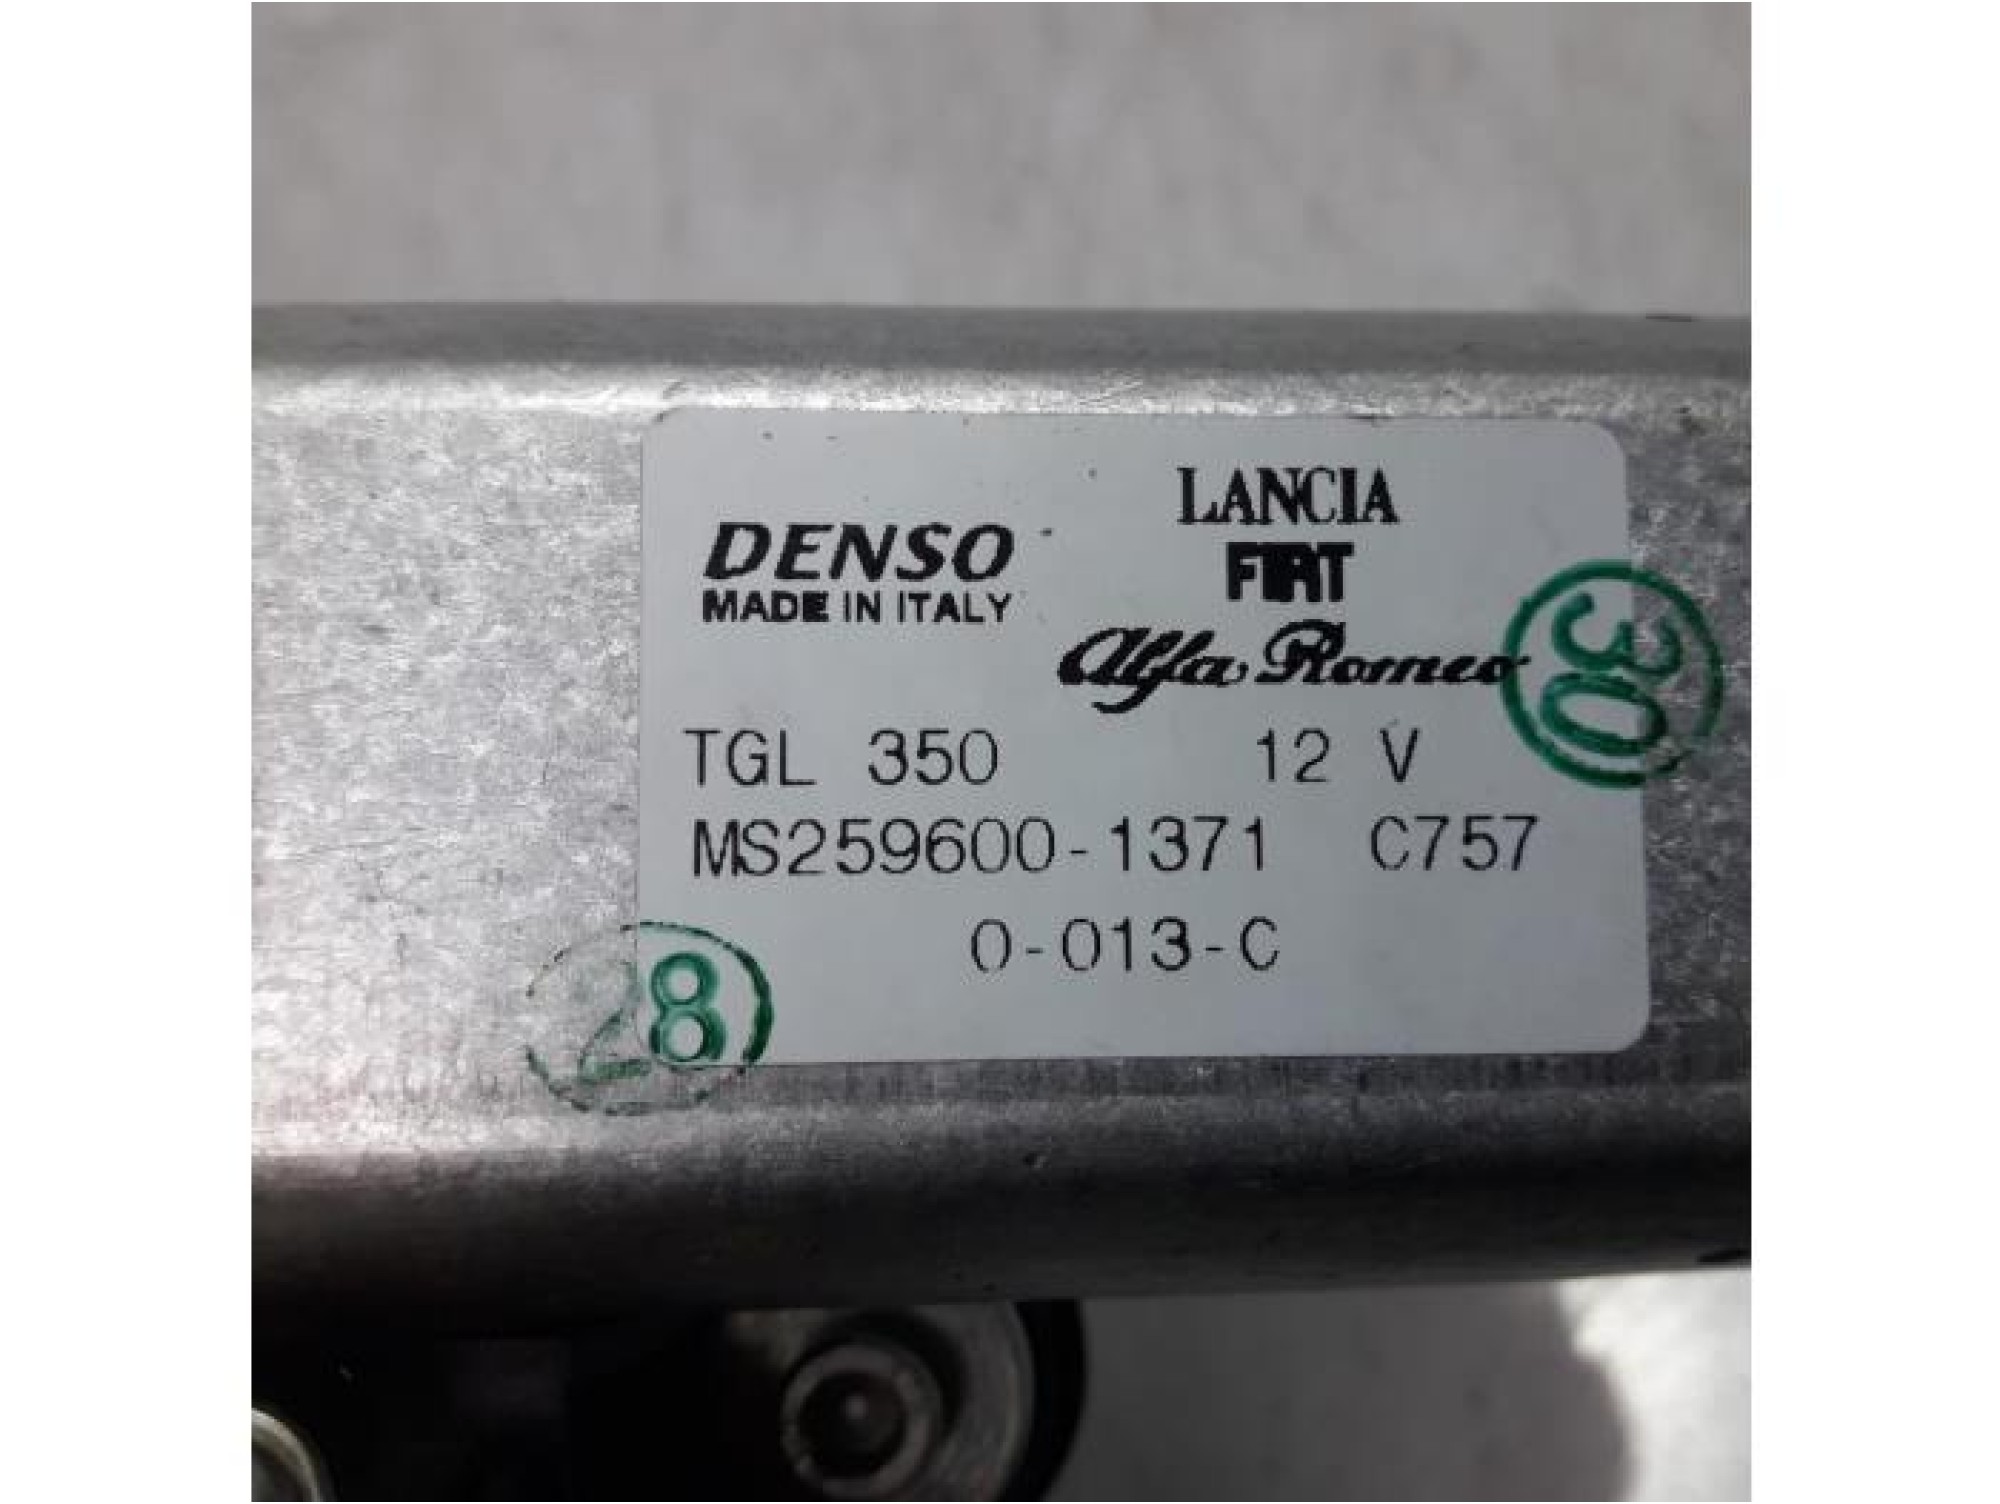 DENSO
MADE IN ITALY
LANCIA
FIAT
Alfa Romeo
30
TGL 350 12 V
MS259600-1371 C757
0-013-C
28